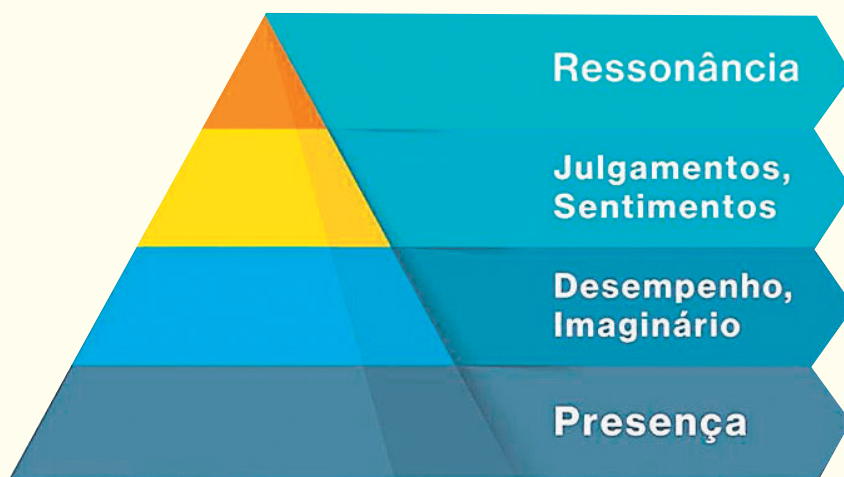 Ressonância
Julgamentos,
Sentimentos
Desempenho,
Imaginário
Presença